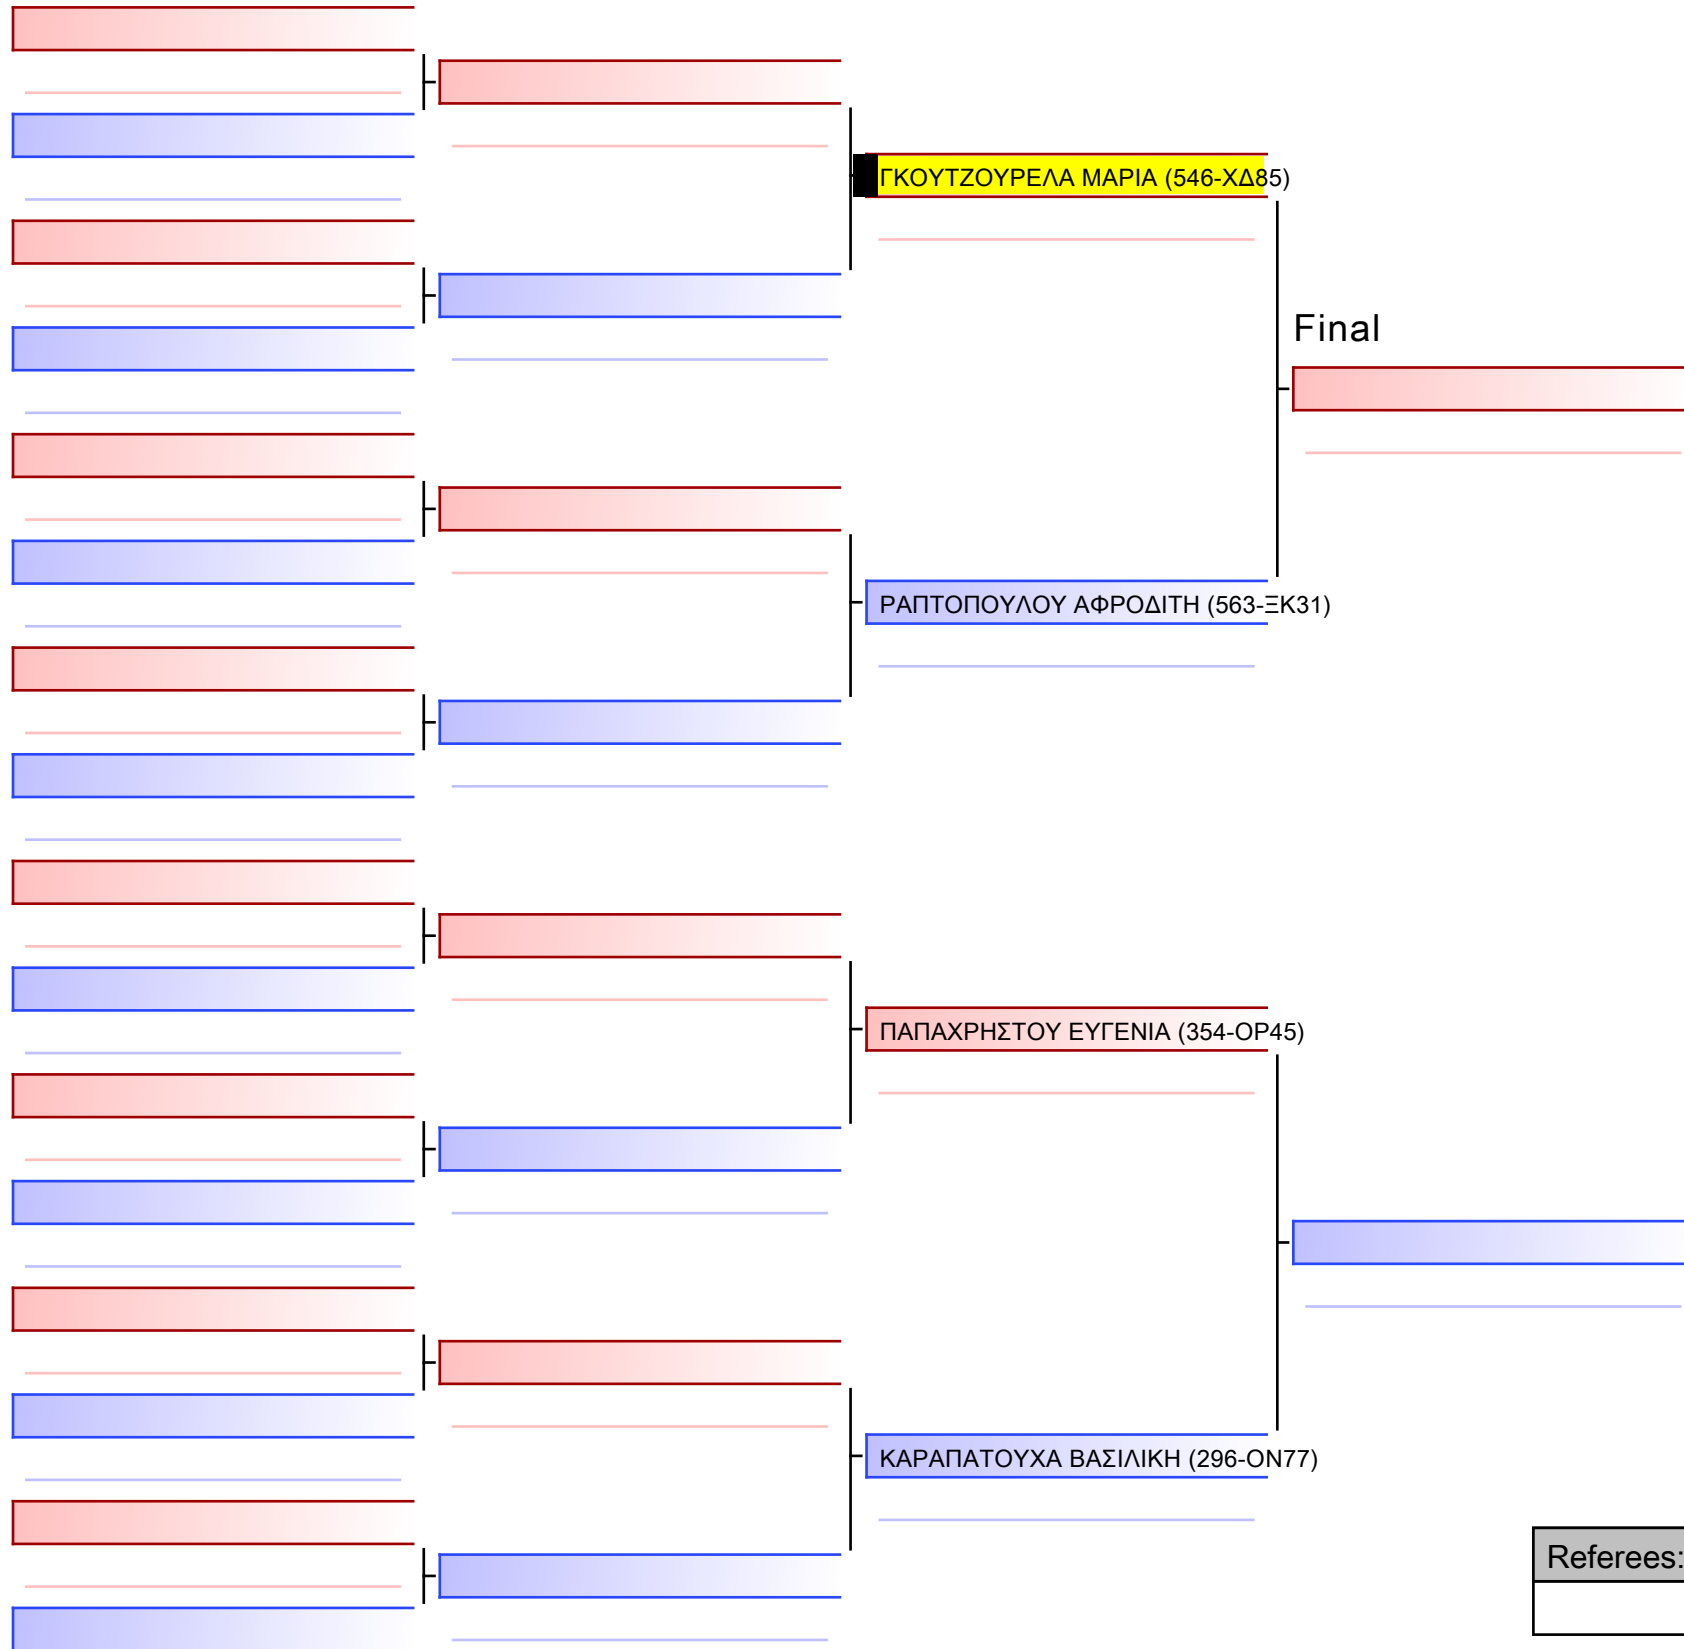 ΓΚΟΥΤΖΟΥΡΕΛΑ ΜΑΡΙΑ (546-ΧΔ85)
Final
ΡΑΠΤΟΠΟΥΛΟΥ ΑΦΡΟΔΙΤΗ (563-ΞΚ31)
ΠΑΠΑΧΡΗΣΤΟΥ ΕΥΓΕΝΙΑ (354-ΟΡ45)
ΚΑΡΑΠΑΤΟΥΧΑ ΒΑΣΙΛΙΚΗ (296-ΟΝ77)
Referees: